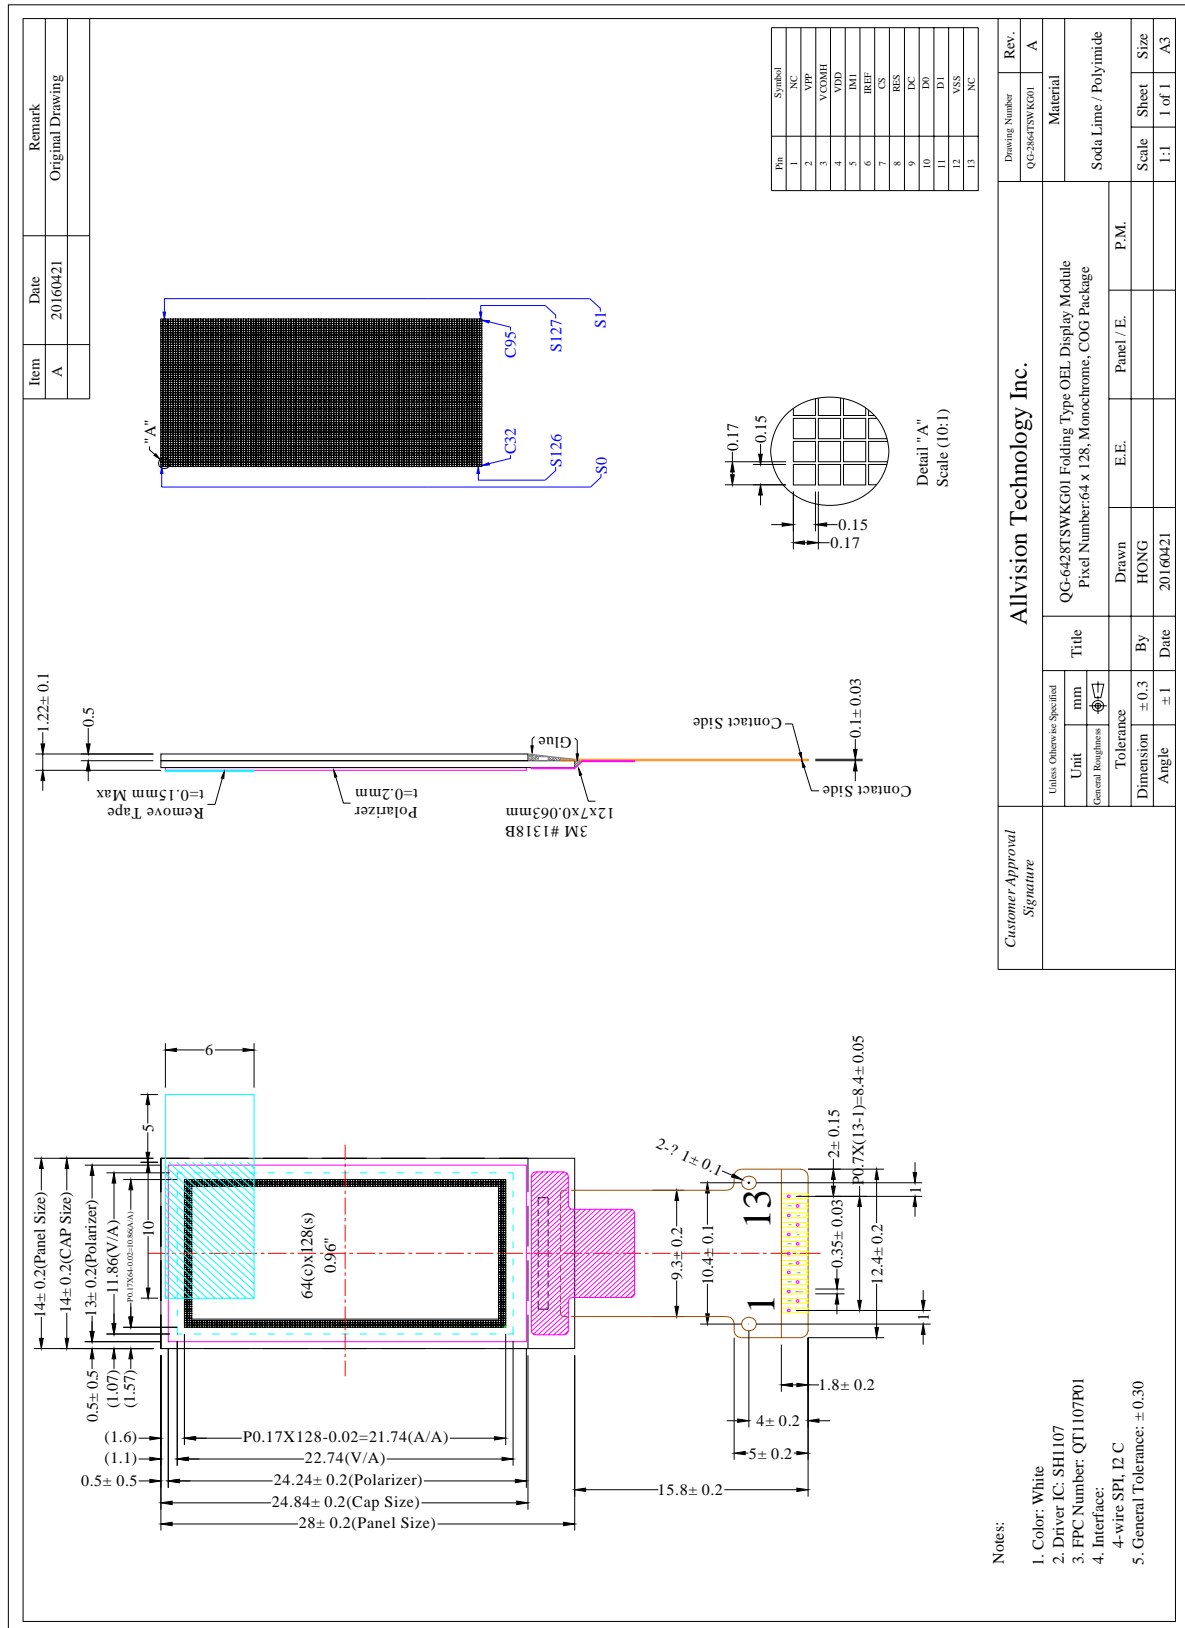 Item Date Remark
A 20160421 Original Drawing
14± 0.2(Panel Size)
14± 0.2(CAP Size)
13± 0.2(Polarizer)
11.86(V/A)
P0.17X64-0.02=10.86(A/A)
10
5
6
0.5± 0.5
(1.07)
(1.57)
(1.6)
(1.1)
0.5± 0.5
P0.17X128-0.02=21.74(A/A)
22.74(V/A)
24.24± 0.2(Polarizer)
24.84± 0.2(Cap Size)
28± 0.2(Panel Size)
15.8± 0.2
64(c)x128(s)
0.96"
2-? 1± 0.1
9.3± 0.2
10.4± 0.1
1 13
2± 0.15
P0.7X(13-1)=8.4± 0.05
0.35± 0.03
12.4± 0.2
1
1
1.8± 0.2
4± 0.2
5± 0.2
1.22± 0.1
0.5
Remove Tape
t=0.15mm Max
Polarizer
t=0.2mm
Glue
3M #1318B
12x7x0.063mm
Contact Side
Contact Side
0.1± 0.03
"A"
C32
C95
S126
S127
S0
S1
0.17
0.15
0.15
0.17
Detail "A"
Scale (10:1)
Pin Symbol
1 NC
2 VPP
3 VCOMH
4 VDD
5 IM1
6 IREF
7 CS
8 RES
9 DC
10 D0
11 D1
12 VSS
13 NC
Notes:
1. Color: White
2. Driver IC: SH1107
3. FPC Number: QT1107P01
4. Interface:
4-wire SPI, I2 C
5. General Tolerance: ± 0.30
Customer Approval
Signature
Allvision Technology Inc.
Drawing Number Rev.
QG-2864TSWKG01 A
Unless Otherwise Specified
Unit mm
General Roughness
Tolerance
Dimension ± 0.3
Angle ± 1
Title
QG-6428TSWKG01 Folding Type OEL Display Module
Pixel Number:64 x 128, Monochrome, COG Package
Material
Soda Lime / Polyimide
Drawn E.E. Panel / E. P.M.
By HONG
Date 20160421
Scale Sheet Size
1:1 1 of 1 A3